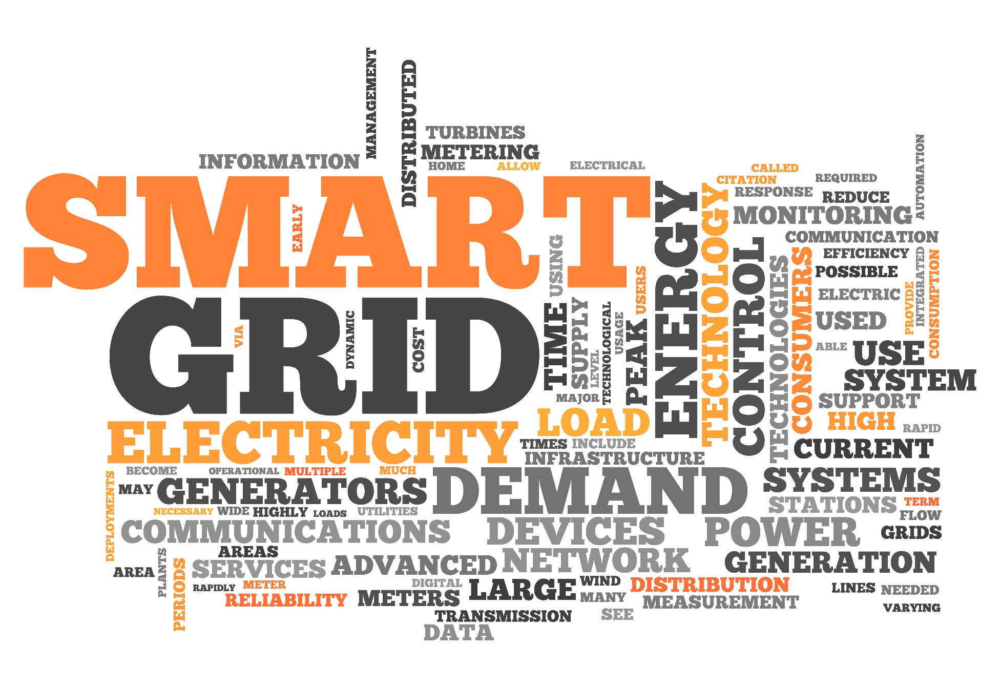 MANAGEMENT
DISTRIBUTED
TURBINES
METERING
INFORMATION
HOME
ALLOW
ELECTRICAL
CALLED
CITATION
REQUIRED
AUTOMATION
RESPONSE
REDUCE
MONITORING
SMART
EARLY
ENERGY
TECHNOLOGY
CONTROL
COMMUNICATION
USING
TECHNOLOGIES
CONSUMERS
EFFICIENCY
INTEGRATED
CONSUMPTION
POSSIBLE
USERS
ELECTRIC
PROVIDE
USED
GRID
VIA
DYNAMIC
COST
TIME
SUPPLY
LEVEL
TECHNOLOGICAL
USAGE
PEAK
ABLE
USE
SYSTEM
MAJOR
SUPPORT
LOAD
HIGH
RAPID
ELECTRICITY
TIMES
INCLUDE
CURRENT
INFRASTRUCTURE
BECOME
OPERATIONAL
MULTIPLE
MUCH
DEPLOYMENTS
MAY
GENERATORS
DEMAND
SYSTEMS
STATIONS
TERM
NECESSARY
WIDE
HIGHLY
LOADS
UTILITIES
FLOW
COMMUNICATIONS
DEVICES
POWER
GRIDS
AREAS
PLANTS
PERIODS
SERVICES
ADVANCED
NETWORK
GENERATION
AREA
RAPIDLY
METER
DIGITAL
LARGE
WIND
DISTRIBUTION
LINES
NEEDED
RELIABILITY
METERS
MANY
MEASUREMENT
VARYING
TRANSMISSION
SEE
DATA